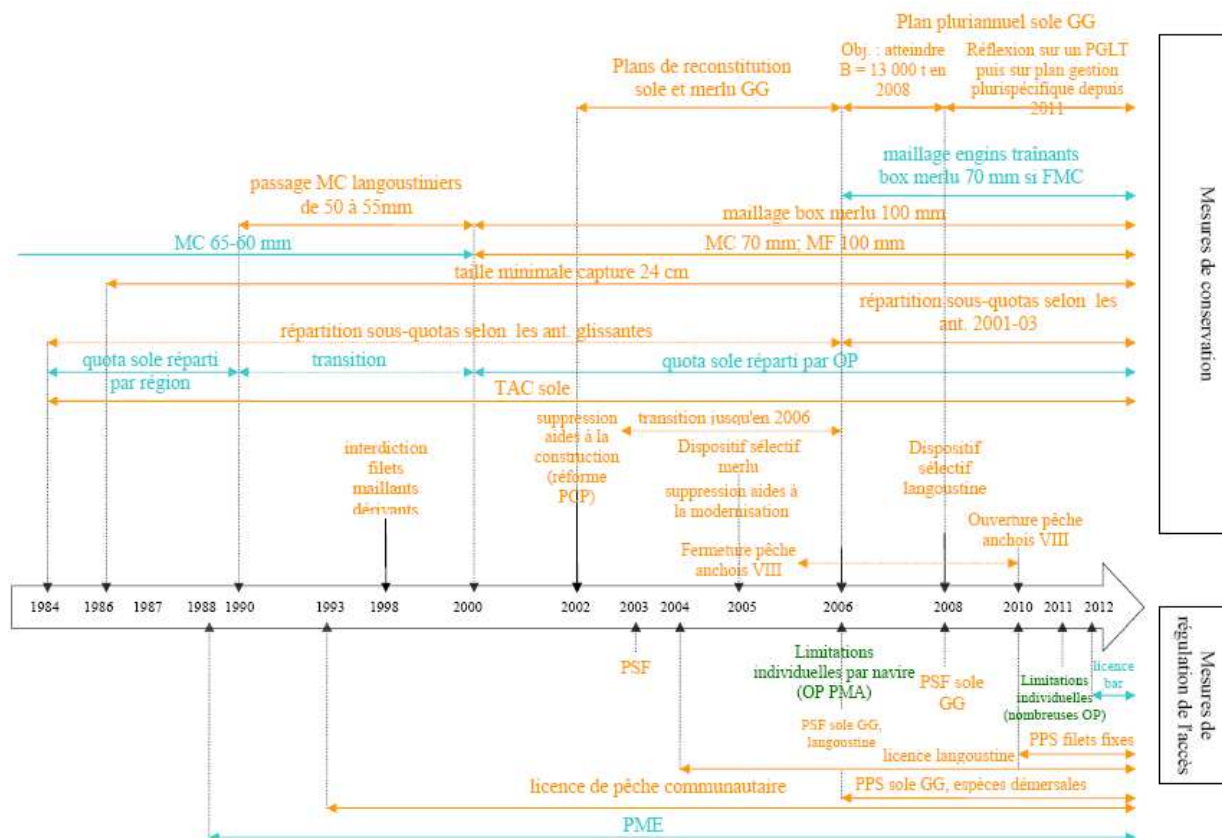 Plan pluriannuel sole GG
Obj. : atteindre
B = 13 000 t en
2008
Réflexion sur un PGLT
puis sur plan gestion
plurispécifique depuis
2011
Plans de reconstitution
sole et merlu GG
maillage engins traînants
box merlu 70 mm si FMC
passage MC langoustiniers
de 50 à 55mm
maillage box merlu 100 mm
MC 65-60 mm
MC 70 mm; MF 100 mm
taille minimale capture 24 cm
répartition sous-quotas selon les
ant. 2001-03
répartition sous-quotas selon les ant. glissantes
quota sole réparti
par région
transition
quota sole réparti par OP
TAC sole
suppression
aides à la
construction
(réforme
PCP)
transition jusqu'en 2006
interdiction
filets
maillants
dérivants
Dispositif sélectif
merlu
suppression aides à
la modernisation
Dispositif
sélectif
langoustine
Ouverture pêche
anchois VIII
Fermeture pêche
anchois VIII
Mesures de conservation
1984 1986 1987 1988 1990 1993 1998 2000 2002 2003 2004 2005 2006 2008 2010 2011 2012
PSF
Limitations
individuelles par navire
(OP PMA)
PSF sole
GG
Limitations
individuelles
(nombreuses OP)
licence
bar
PSF sole GG,
langoustine
PPS filets fixes
licence langoustine
licence de pêche communautaire
PPS sole GG, espèces démersales
PME
Mesures de
régulation de l'accès